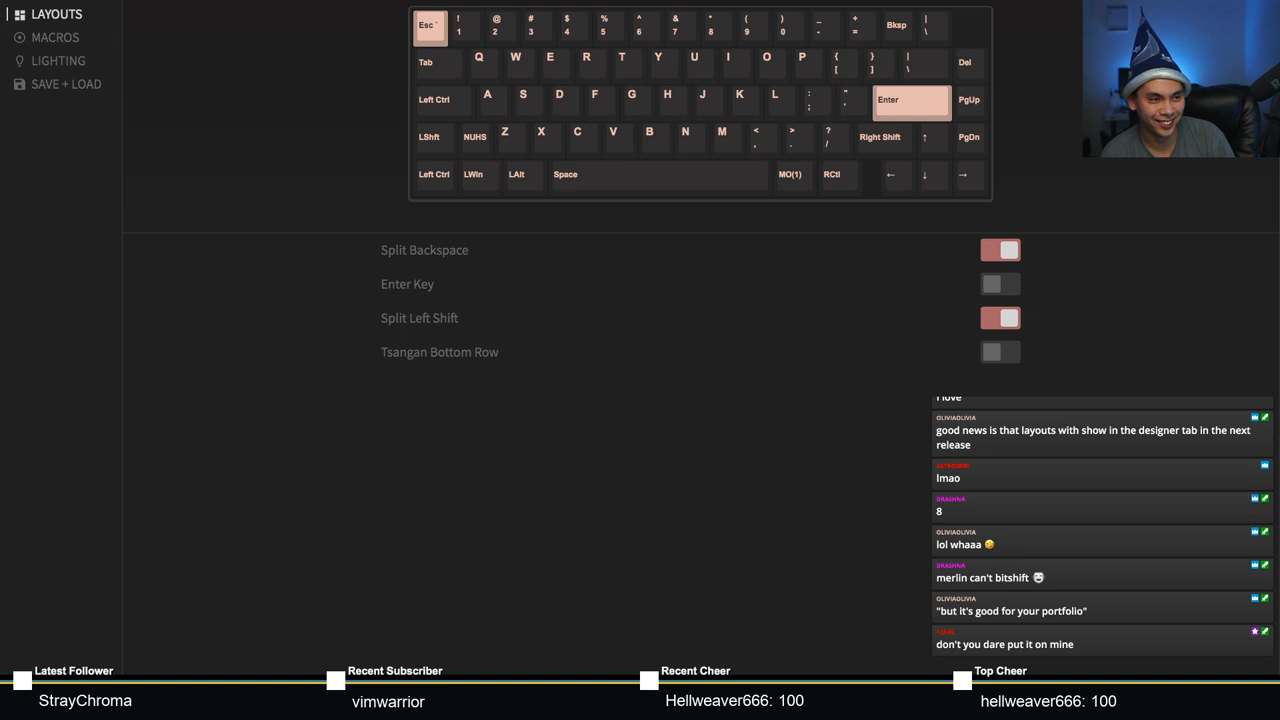 LAYOUTS
MACROS
LIGHTING
SAVE + LOAD
Esc ` ! 1 @ 2 # 3 $ 4 % 5 ^ 6 & 7 * 8 ( 9 ) 0 _ - + = Bksp | \
Tab Q W E R T Y U I O P { [ } ] | \ Del
Left Ctrl A S D F G H J K L : ; " ' Enter PgUp
LShft NUHS Z X C V B N M < , > . ? / Right Shift ↑ PgDn
Left Ctrl LWin LAlt Space MO(1) RCtl ← ↓ →
Split Backspace
Enter Key
Split Left Shift
Tsangan Bottom Row
I love
OLIVIAOLIVIA
good news is that layouts with show in the designer tab in the next
release
lmao
DRASHNA
8
OLIVIAOLIVIA
lol whaaa 🤣
DRASHNA
merlin can't bitshift
OLIVIAOLIVIA
"but it's good for your portfolio"
don't you dare put it on mine
Latest Follower
StrayChroma
Recent Subscriber
vimwarrior
Recent Cheer
Hellweaver666: 100
Top Cheer
hellweaver666: 100